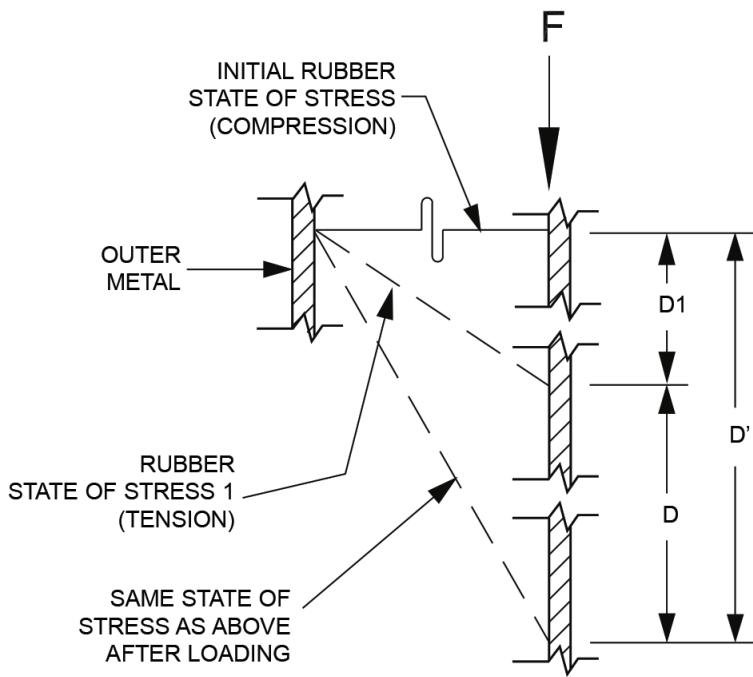 F
INITIAL RUBBER
STATE OF STRESS
(COMPRESSION)
OUTER
METAL
D1
D'
RUBBER
STATE OF STRESS 1
(TENSION)
D
SAME STATE OF
STRESS AS ABOVE
AFTER LOADING